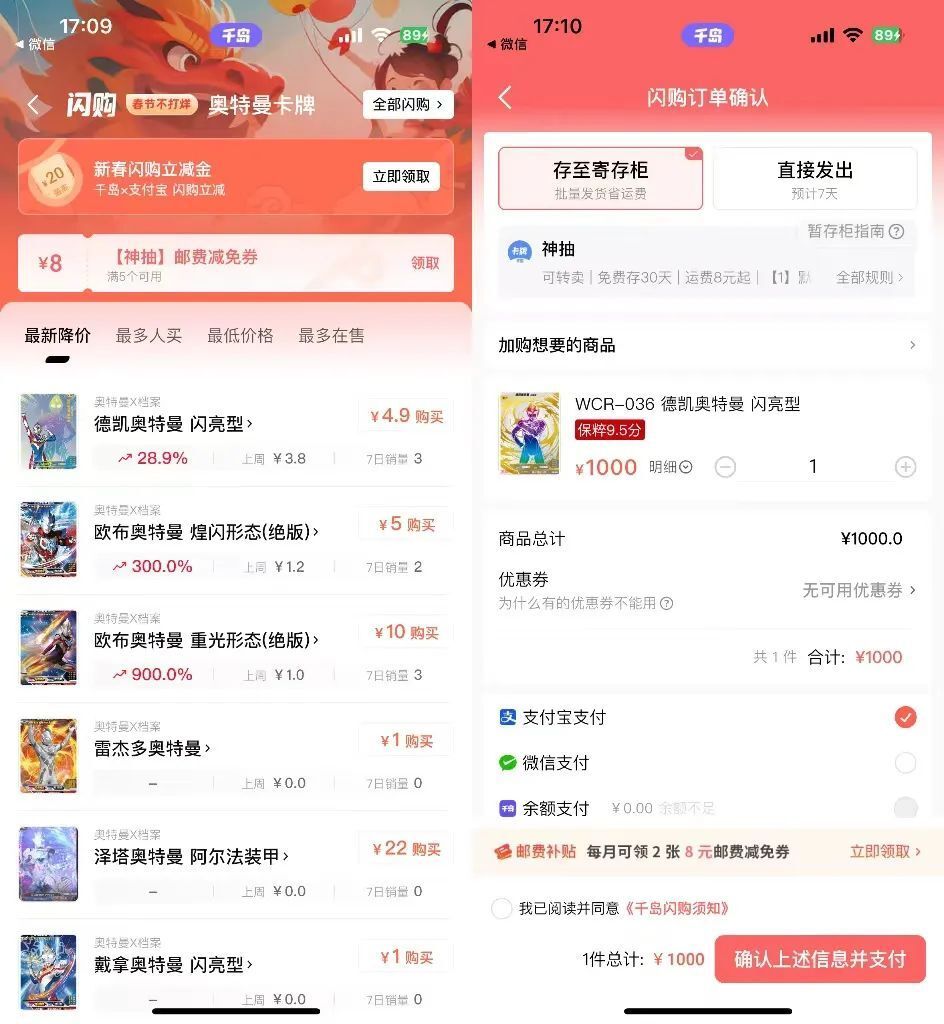 17:09
千岛
89
微信
闪购
春节不打烊
奥特曼卡牌
全部闪购 ›
¥20
新春闪购立减金
千岛x支付宝 闪购立减
立即领取
¥8
【神抽】邮费减免券
满5个可用
领取
最新降价
最多人买
最低价格
最多在售
奥特曼X档案
德凯奥特曼 闪亮型›
¥4.9 购买
28.9%
上周 ¥3.8
7日销量 3
欧布奥特曼 煌闪形态(绝版)›
¥5 购买
300.0%
上周 ¥1.2
7日销量 2
奥特曼X档案
欧布奥特曼 重光形态(绝版)›
¥10 购买
900.0%
上周 ¥1.0
7日销量 3
奥特曼X档案
雷杰多奥特曼›
¥1 购买
–
上周 ¥0.0
7日销量 0
奥特曼X档案
泽塔奥特曼 阿尔法装甲›
¥22 购买
–
上周 ¥0.0
7日销量 0
奥特曼X档案
戴拿奥特曼 闪亮型›
¥1 购买
–
上周 ¥0.0
7日销量 0
17:10
千岛
89
微信
闪购订单确认
存至寄存柜
批量发货省运费
直接发出
预计7天
暂存柜指南
卡牌
神抽
可转卖 | 免费存30天 | 运费8元起 | 【1】默
全部规则 ›
加购想要的商品
WCR-036 德凯奥特曼 闪亮型
保粹9.5分
¥1000
明细
1
商品总计
¥1000.0
优惠券
为什么有的优惠券不能用
无可用优惠券 ›
共 1 件 合计: ¥1000
支付宝支付
微信支付
千岛
余额支付
¥0.00 余额不足
邮费补贴 每月可领 2 张 8 元邮费减免券
立即领取 ›
我已阅读并同意《千岛闪购须知》
1件总计: ¥1000
确认上述信息并支付